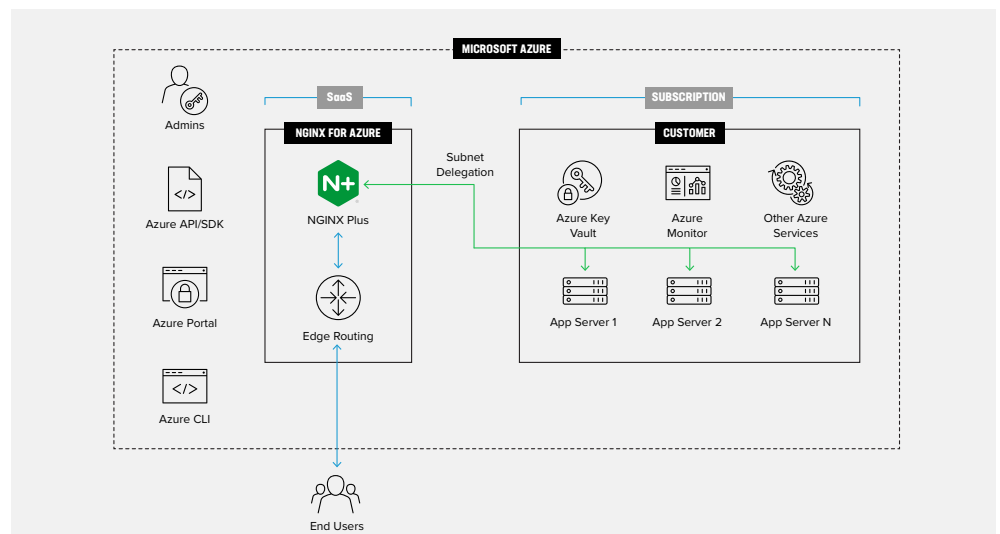 MICROSOFT AZURE
Admins
Azure API/SDK
</>
Azure Portal
Azure CLI
</>
SaaS
NGINX FOR AZURE
N+
NGINX Plus
Edge Routing
End Users
Subnet
Delegation
SUBSCRIPTION
CUSTOMER
Azure Key
Vault
Azure
Monitor
Other Azure
Services
App Server 1
App Server 2
App Server N